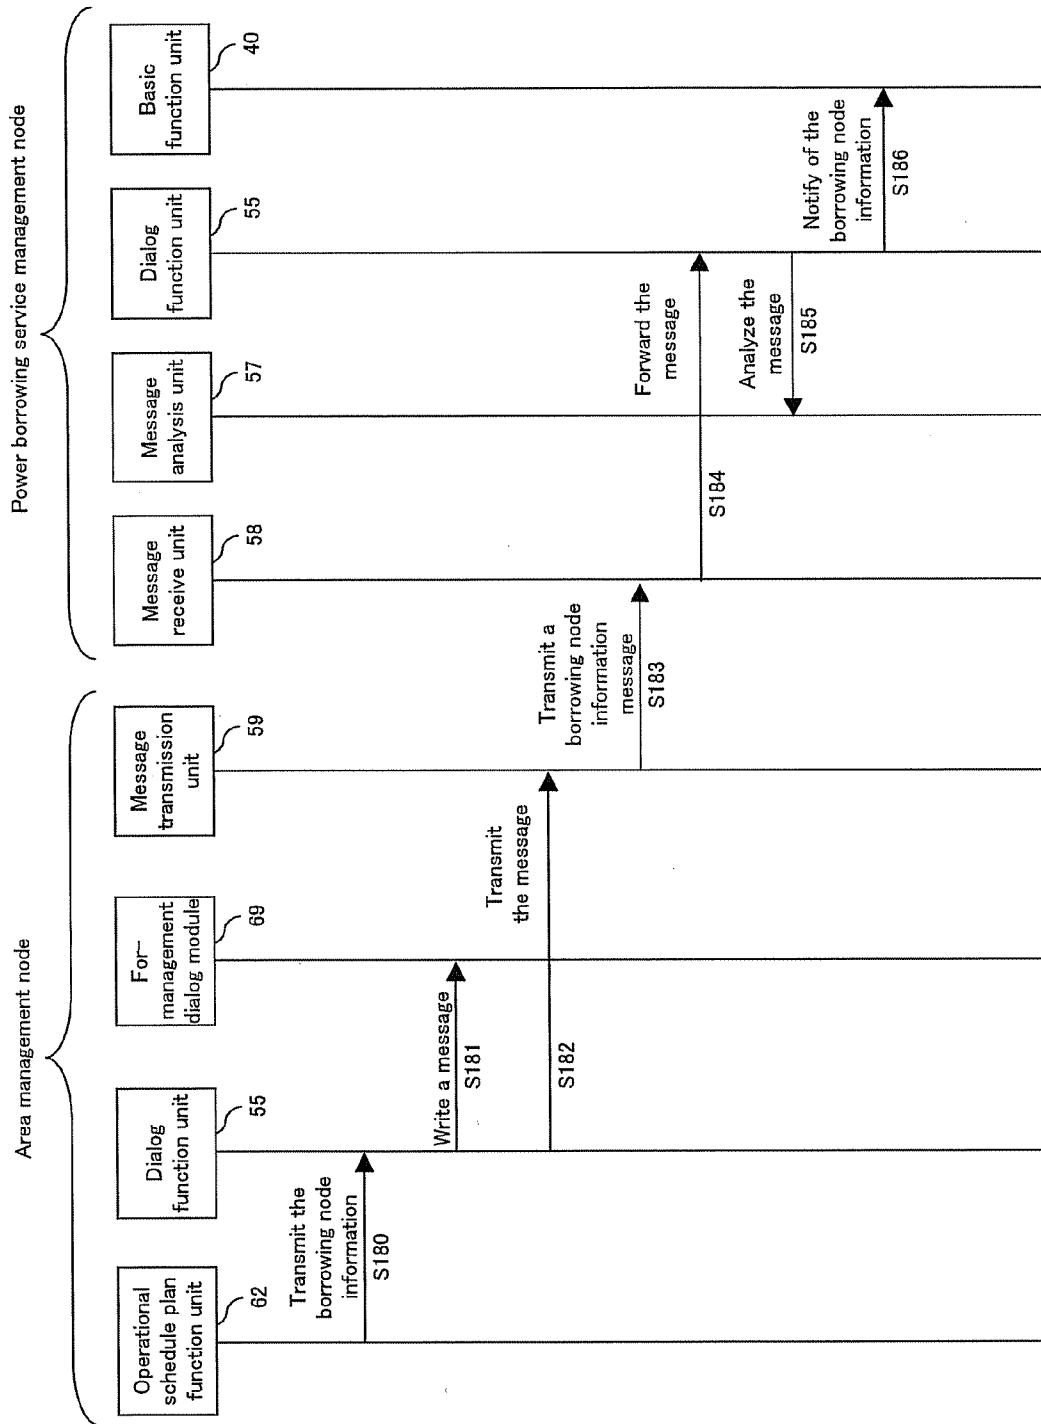 Area management node
Power borrowing service management node
Operational
schedule plan
function unit
62
Dialog
function unit
55
For-
management
dialog module
69
Message
transmission
unit
59
Message
receive unit
58
Message
analysis unit
57
Dialog
function unit
55
Basic
function unit
40
Transmit the
borrowing node
information
S180
Write a message
S181
Transmit
the message
S182
Transmit a
borrowing node
information
message
S183
Forward the
message
S184
Analyze the
message
S185
Notify of the
borrowing node
information
S186